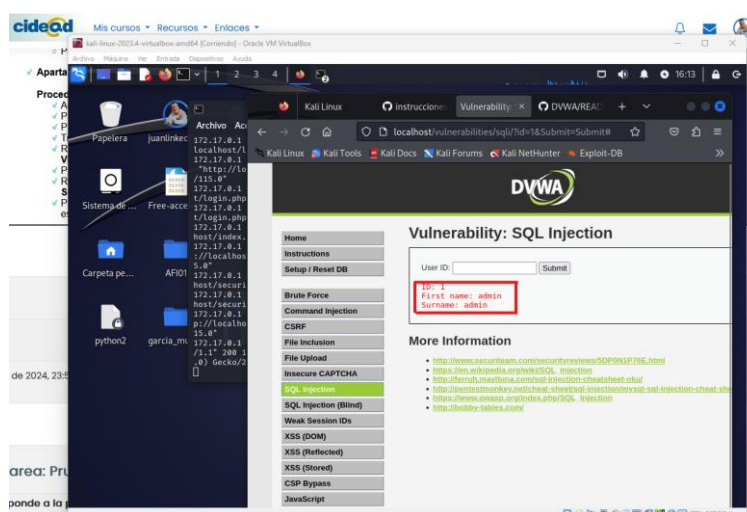 cidead
Mis cursos Recursos Enlaces
kali-linux-2023.4-virtualbox-amd64 [Corriendo] - Oracle VM VirtualBox
Archivo Máquina Ver Entrada Dispositivos Ayuda
Aparta
1 2 3 4
16:13
Proced
Kali Linux
instrucciones
Vulnerability:
DVWA/READ
localhost/vulnerabilities/sqli/?id=1&Submit=Submit#
Kali Linux Kali Tools Kali Docs Kali Forums Kali NetHunter Exploit-DB
Papelera
juanlinkec
Sistema de ...
Free-acce
Carpeta pe...
AFI01
python2
garcia_mu
Archivo Acc
172.17.0.1
localhost/l
172.17.0.1
"http://lo
/115.0"
172.17.0.1
t/login.php
172.17.0.1
t/login.php
172.17.0.1
host/index.
172.17.0.1
://localhos
5.0"
172.17.0.1
host/securi
172.17.0.1
host/securi
172.17.0.1
p://localho
15.0"
172.17.0.1
/1.1" 200 1
.0) Gecko/2
DVWA
Home
Instructions
Setup / Reset DB
Brute Force
Command Injection
CSRF
File Inclusion
File Upload
Insecure CAPTCHA
SQL Injection
SQL Injection (Blind)
Weak Session IDs
XSS (DOM)
XSS (Reflected)
XSS (Stored)
CSP Bypass
JavaScript
Vulnerability: SQL Injection
User ID:
Submit
ID: 1
First name: admin
Surname: admin
More Information
http://www.securiteam.com/securityreviews/5DP0N1P76E.html
https://en.wikipedia.org/wiki/SQL_injection
http://ferruh.mavituna.com/sql-injection-cheatsheet-oku/
http://pentestmonkey.net/cheat-sheet/sql-injection/mysql-sql-injection-cheat-she
https://www.owasp.org/index.php/SQL_Injection
http://bobby-tables.com/
de 2024, 23:5
area: Pru
ponde a la p